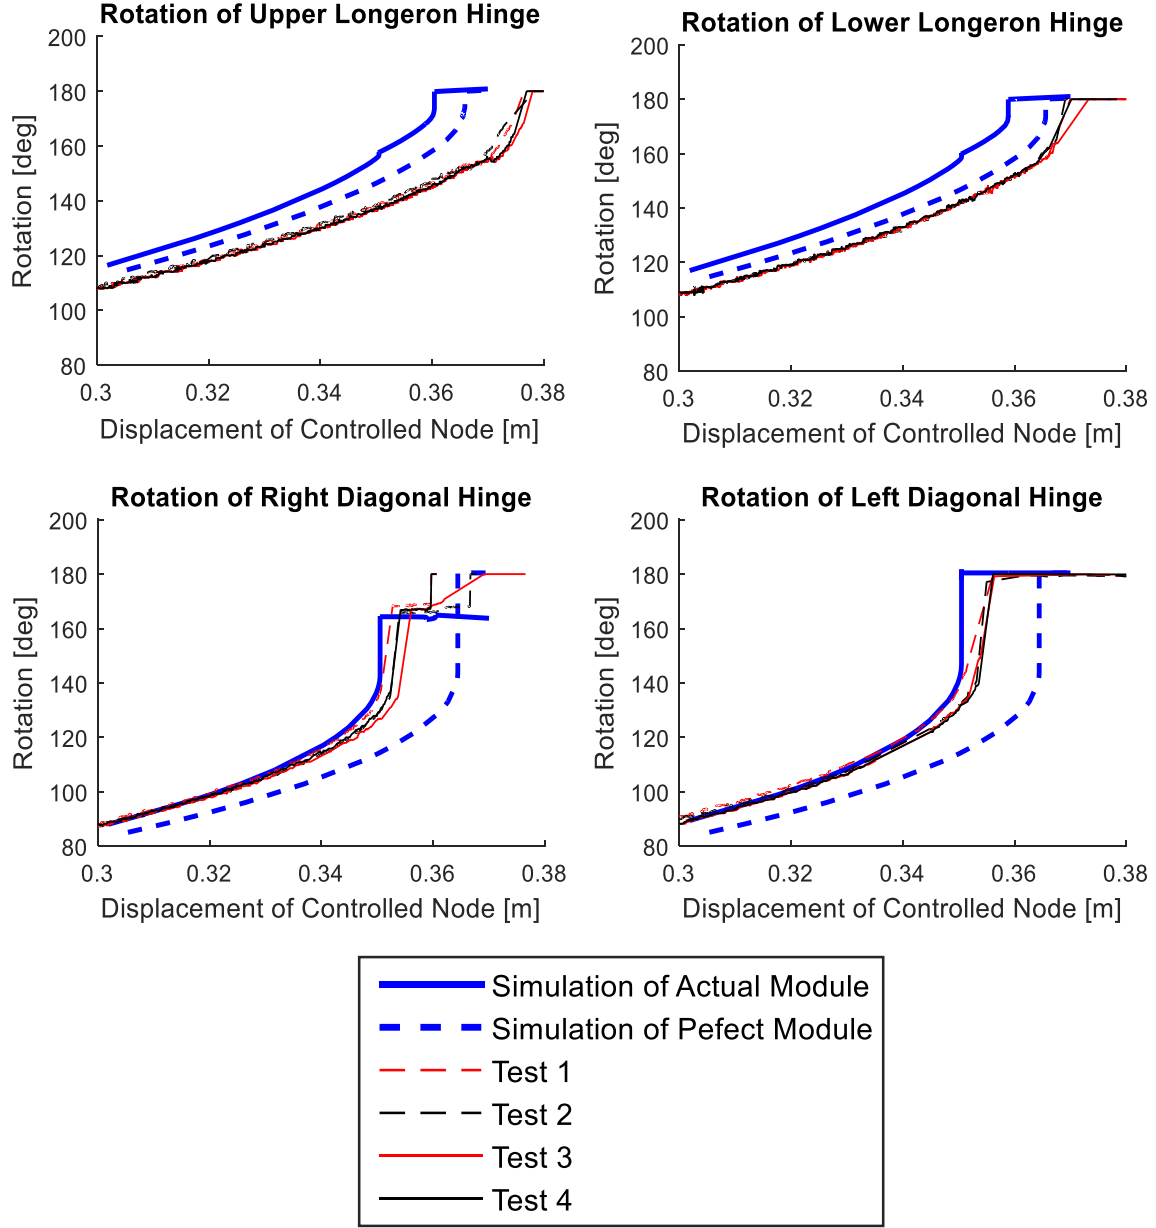 Rotation of Upper Longeron Hinge
200
180
160
140
120
100
80
Rotation [deg]
0.3 0.32 0.34 0.36 0.38
Displacement of Controlled Node [m]
Rotation of Lower Longeron Hinge
200
180
160
140
120
100
80
Rotation [deg]
0.3 0.32 0.34 0.36 0.38
Displacement of Controlled Node [m]
Rotation of Right Diagonal Hinge
200
180
160
140
120
100
80
Rotation [deg]
0.3 0.32 0.34 0.36 0.38
Displacement of Controlled Node [m]
Rotation of Left Diagonal Hinge
200
180
160
140
120
100
80
Rotation [deg]
0.3 0.32 0.34 0.36 0.38
Displacement of Controlled Node [m]
Simulation of Actual Module
Simulation of Pefect Module
Test 1
Test 2
Test 3
Test 4